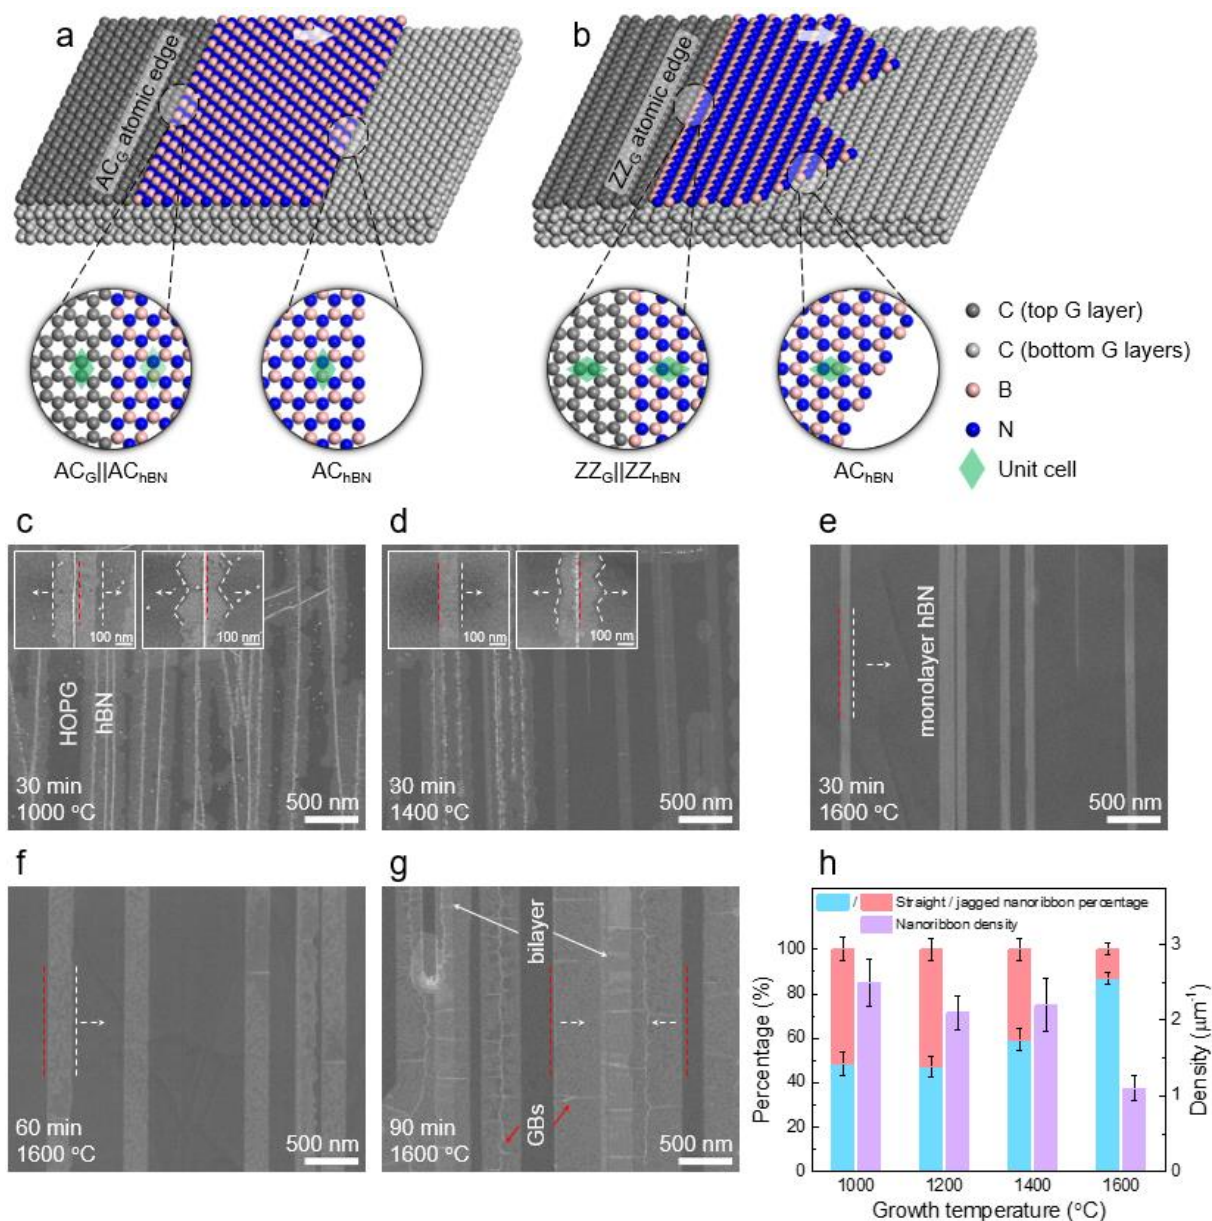 a
b
AC_G atomic edge
ZZ_G atomic edge
C (top G layer)
C (bottom G layers)
B
N
Unit cell
AC_G||AC_hBN
AC_hBN
ZZ_G||ZZ_hBN
AC_hBN
c
d
e
100 nm
100 nm
HOPG
hBN
30 min
1000 °C
500 nm
100 nm
100 nm
30 min
1400 °C
500 nm
monolayer hBN
30 min
1600 °C
500 nm
f
g
h
60 min
1600 °C
500 nm
bilayer
GBs
90 min
1600 °C
500 nm
/ Straight / jagged nanoribbon percentage
Nanoribbon density
Percentage (%)
100
80
60
40
20
0
3
2
1
0
Density (μm⁻¹)
1000 1200 1400 1600
Growth temperature (°C)